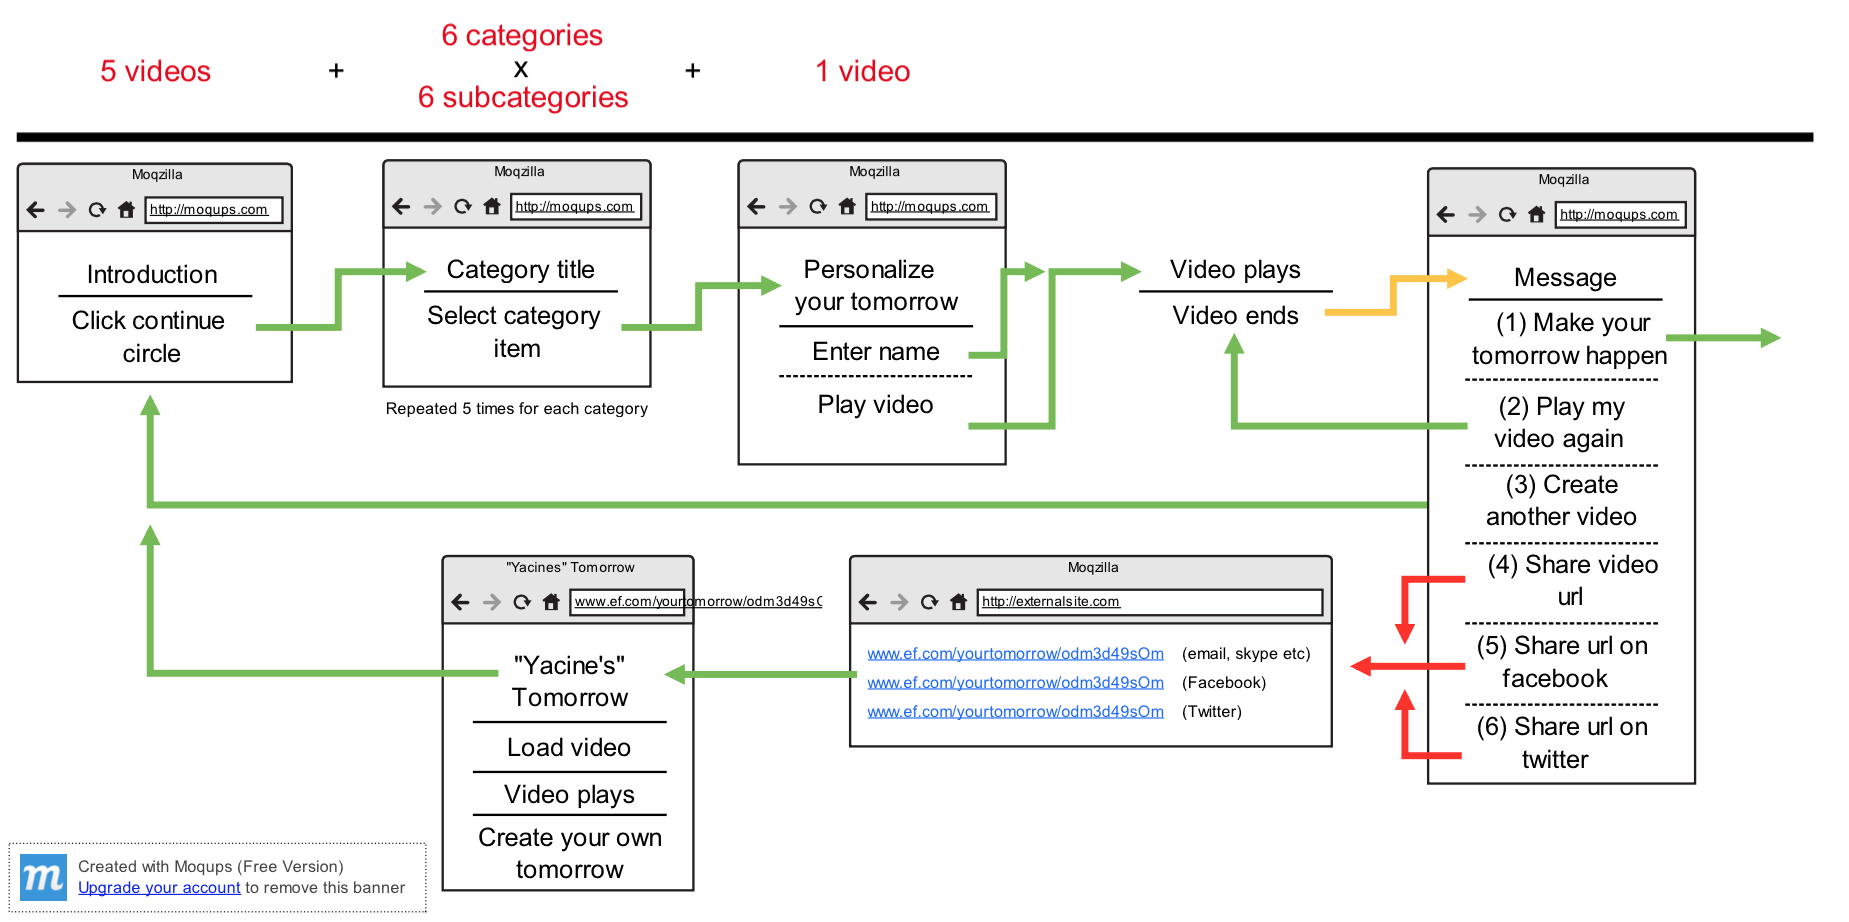 6 categories
5 videos + x + 1 video
6 subcategories
Moqzilla
http://moqups.com
Introduction
Click continue
circle
Moqzilla
http://moqups.com
Category title
Select category
item
Repeated 5 times for each category
Moqzilla
http://moqups.com
Personalize
your tomorrow
Enter name
Play video
Video plays
Video ends
Moqzilla
http://moqups.com
Message
(1) Make your
tomorrow happen
(2) Play my
video again
(3) Create
another video
(4) Share video
url
(5) Share url on
facebook
(6) Share url on
twitter
"Yacines" Tomorrow
www.ef.com/yourtomorrow/odm3d49sO
"Yacine's"
Tomorrow
Load video
Video plays
Create your own
tomorrow
Moqzilla
http://externalsite.com
www.ef.com/yourtomorrow/odm3d49sOm (email, skype etc)
www.ef.com/yourtomorrow/odm3d49sOm (Facebook)
www.ef.com/yourtomorrow/odm3d49sOm (Twitter)
m
Created with Moqups (Free Version)
Upgrade your account to remove this banner